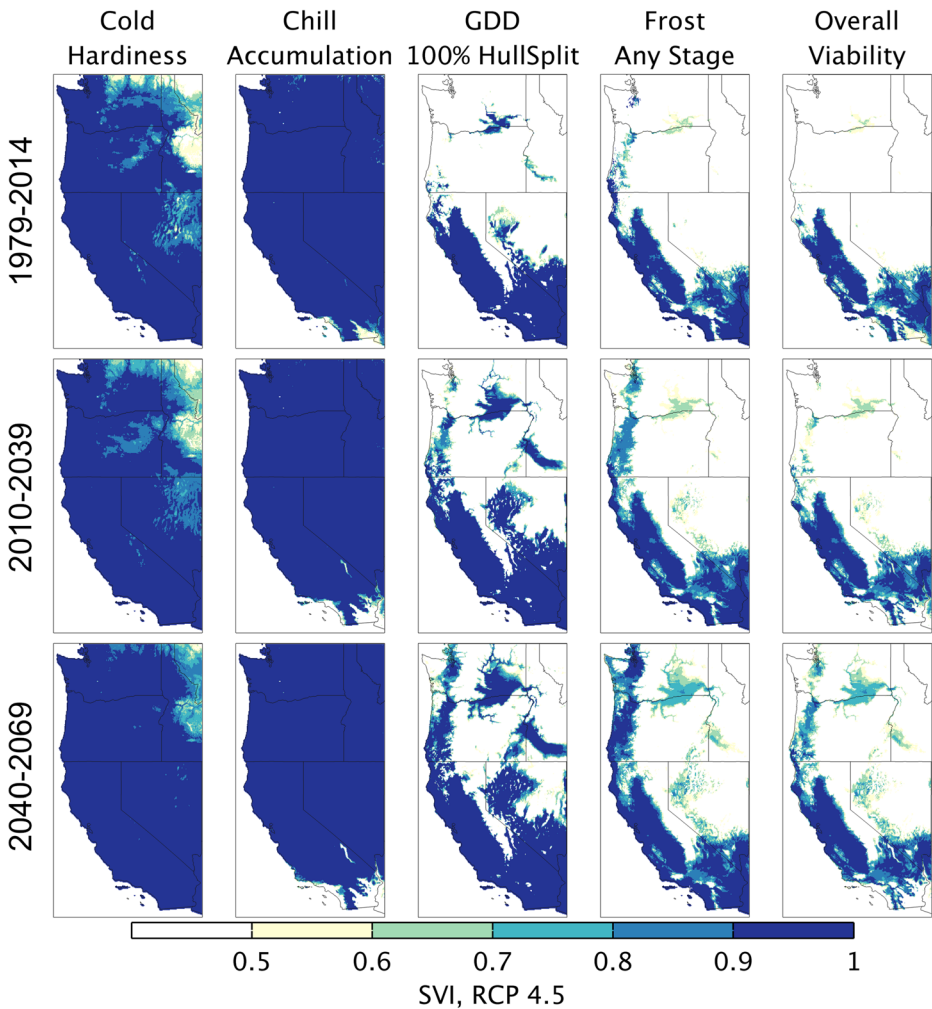 Cold
Hardiness
Chill
Accumulation
GDD
100% HullSplit
Frost
Any Stage
Overall
Viability
1979-2014
2010-2039
2040-2069
0.5
0.6
0.7
0.8
0.9
1
SVI, RCP 4.5